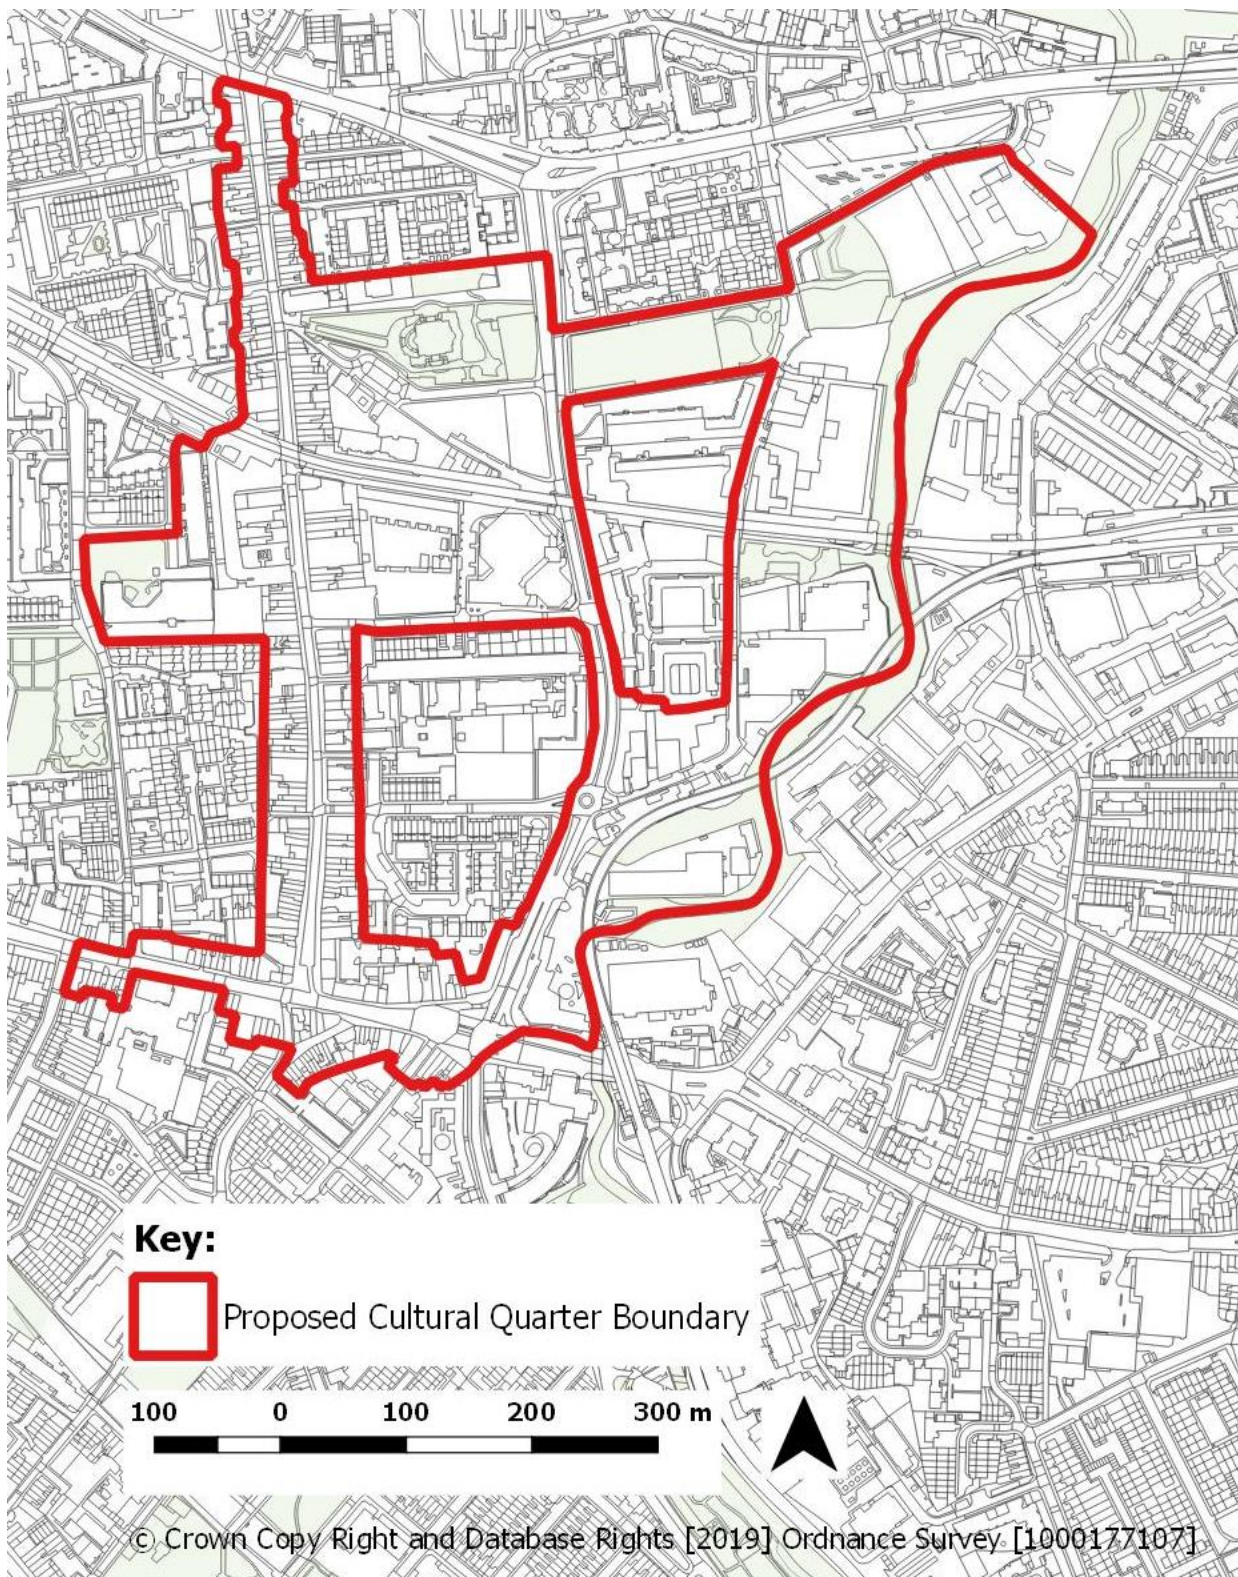 Key:
Proposed Cultural Quarter Boundary
100 0 100 200 300 m
© Crown Copy Right and Database Rights [2019] Ordnance Survey [1000177107]